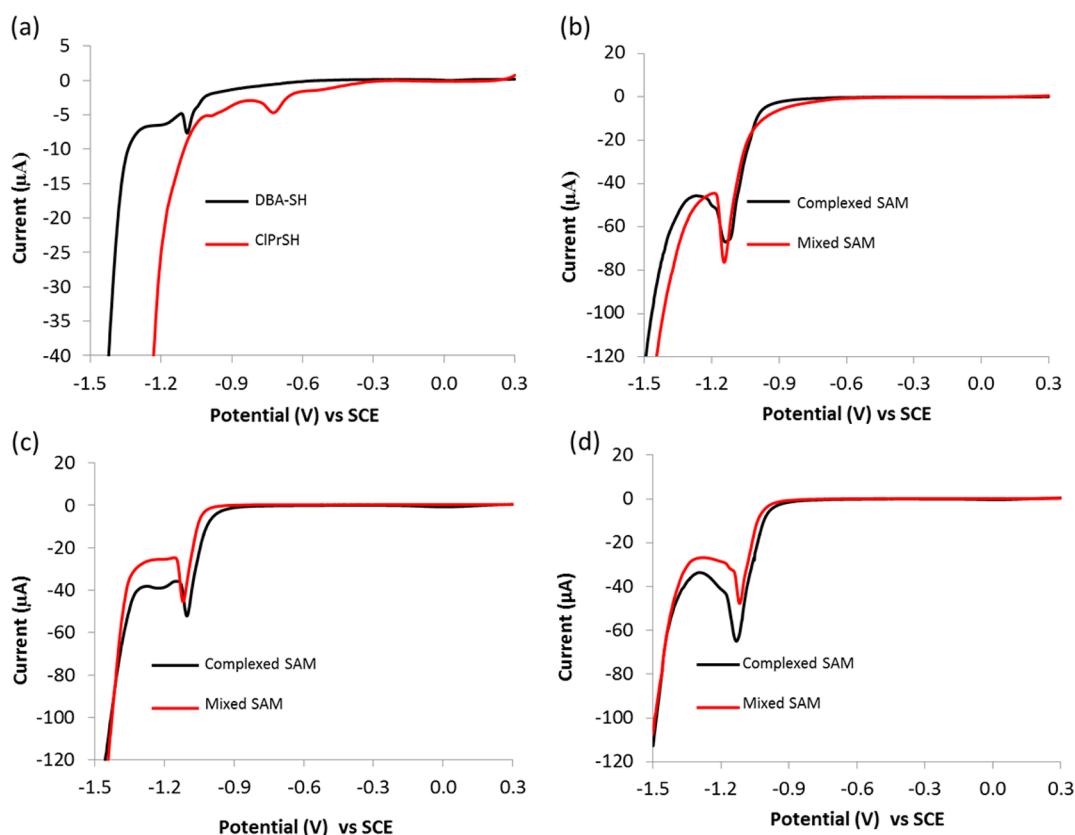 (a)
5
0
-5
-10
-15
-20
-25
-30
-35
-40
Current (µA)
DBA-SH
ClPrSH
-1.5 -1.2 -0.9 -0.6 -0.3 0.0 0.3
Potential (V) vs SCE
(b)
20
0
-20
-40
-60
-80
-100
-120
Current (µA)
Complexed SAM
Mixed SAM
-1.5 -1.2 -0.9 -0.6 -0.3 0.0 0.3
Potential (V) vs SCE
(c)
20
0
-20
-40
-60
-80
-100
-120
Current (µA)
Complexed SAM
Mixed SAM
-1.5 -1.2 -0.9 -0.6 -0.3 0.0 0.3
Potential (V) vs SCE
(d)
20
0
-20
-40
-60
-80
-100
-120
Current (µA)
Complexed SAM
Mixed SAM
-1.5 -1.2 -0.9 -0.6 -0.3 0.0 0.3
Potential (V) vs SCE